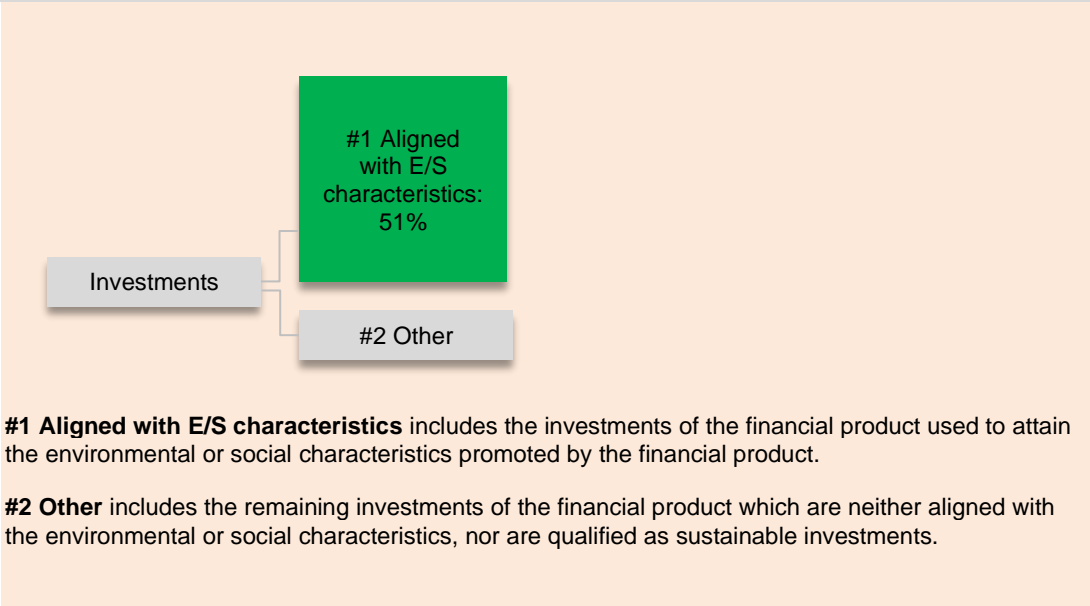 #1 Aligned
with E/S
characteristics:
51%
Investments
#2 Other
#1 Aligned with E/S characteristics includes the investments of the financial product used to attain
the environmental or social characteristics promoted by the financial product.
#2 Other includes the remaining investments of the financial product which are neither aligned with
the environmental or social characteristics, nor are qualified as sustainable investments.